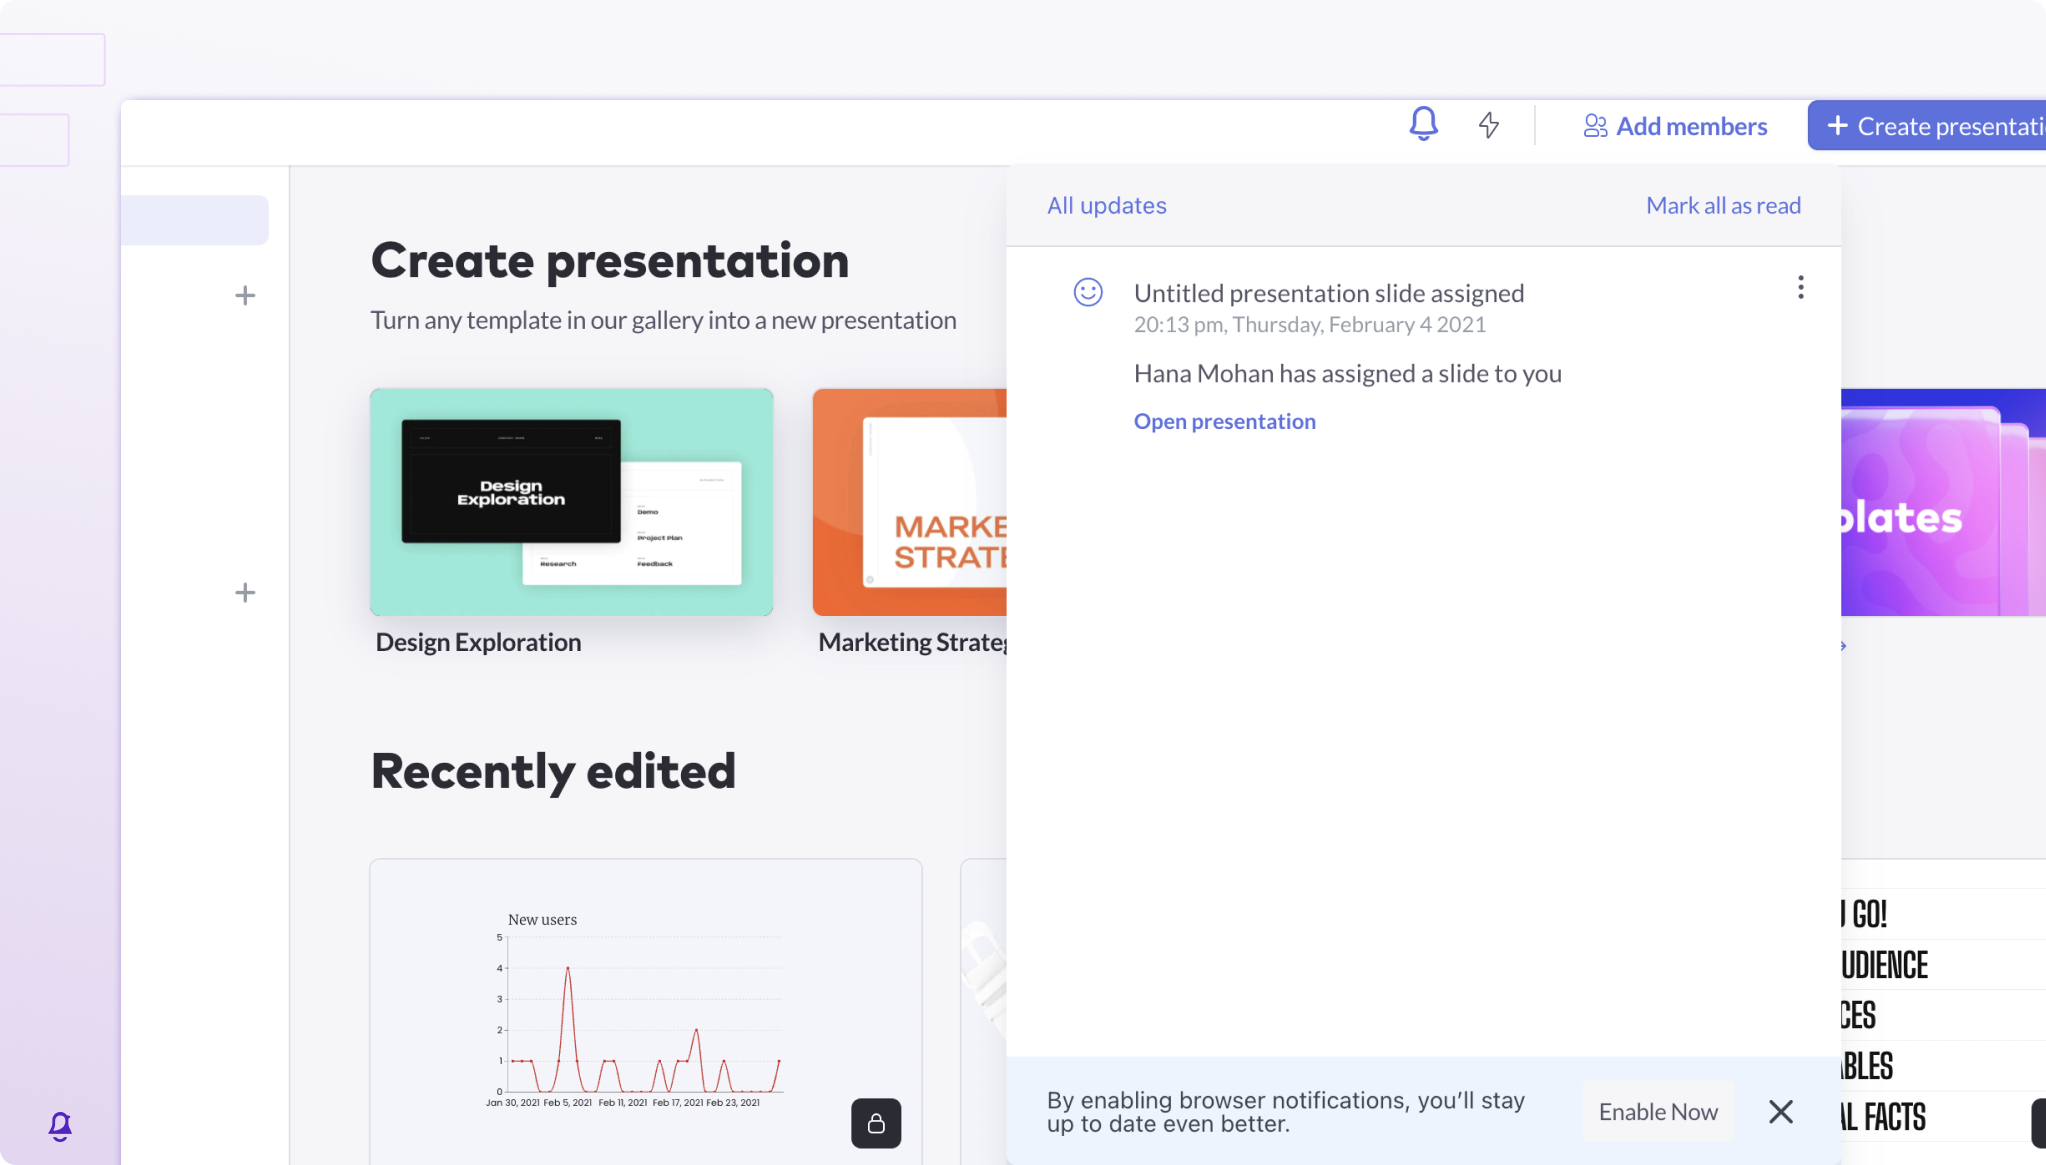 Add members
Create presentati
All updates
Mark all as read
Create presentation
Turn any template in our gallery into a new presentation
Untitled presentation slide assigned
20:13 pm, Thursday, February 4 2021
Hana Mohan has assigned a slide to you
Open presentation
Design
Exploration
Demo
Project Plan
Research
Feedback
MARKE
STRATE
plates
Design Exploration
Marketing Strateg
Recently edited
New users
5
4
3
2
1
0
Jan 30, 2021 Feb 5, 2021 Feb 11, 2021 Feb 17, 2021 Feb 23, 2021
U GO!
UDIENCE
CES
ABLES
AL FACTS
By enabling browser notifications, you’ll stay
up to date even better.
Enable Now